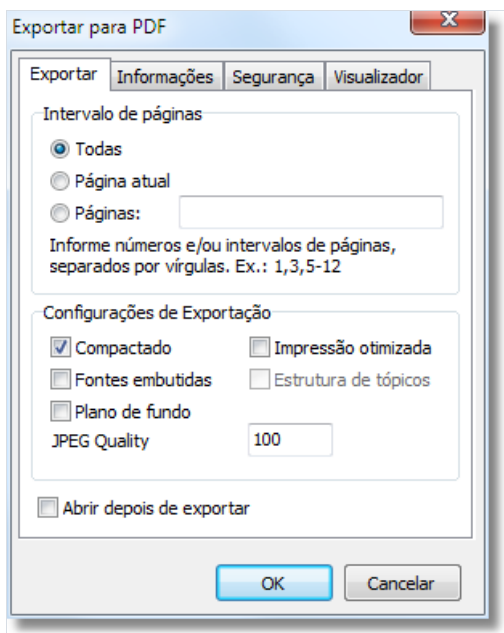 Exportar para PDF
Exportar Informações Segurança Visualizador
Intervalo de páginas
Todas
Página atual
Páginas:
Informe números e/ou intervalos de páginas,
separados por vírgulas. Ex.: 1,3,5-12
Configurações de Exportação
Compactado Impressão otimizada
Fontes embutidas Estrutura de tópicos
Plano de fundo
JPEG Quality 100
Abrir depois de exportar
OK Cancelar